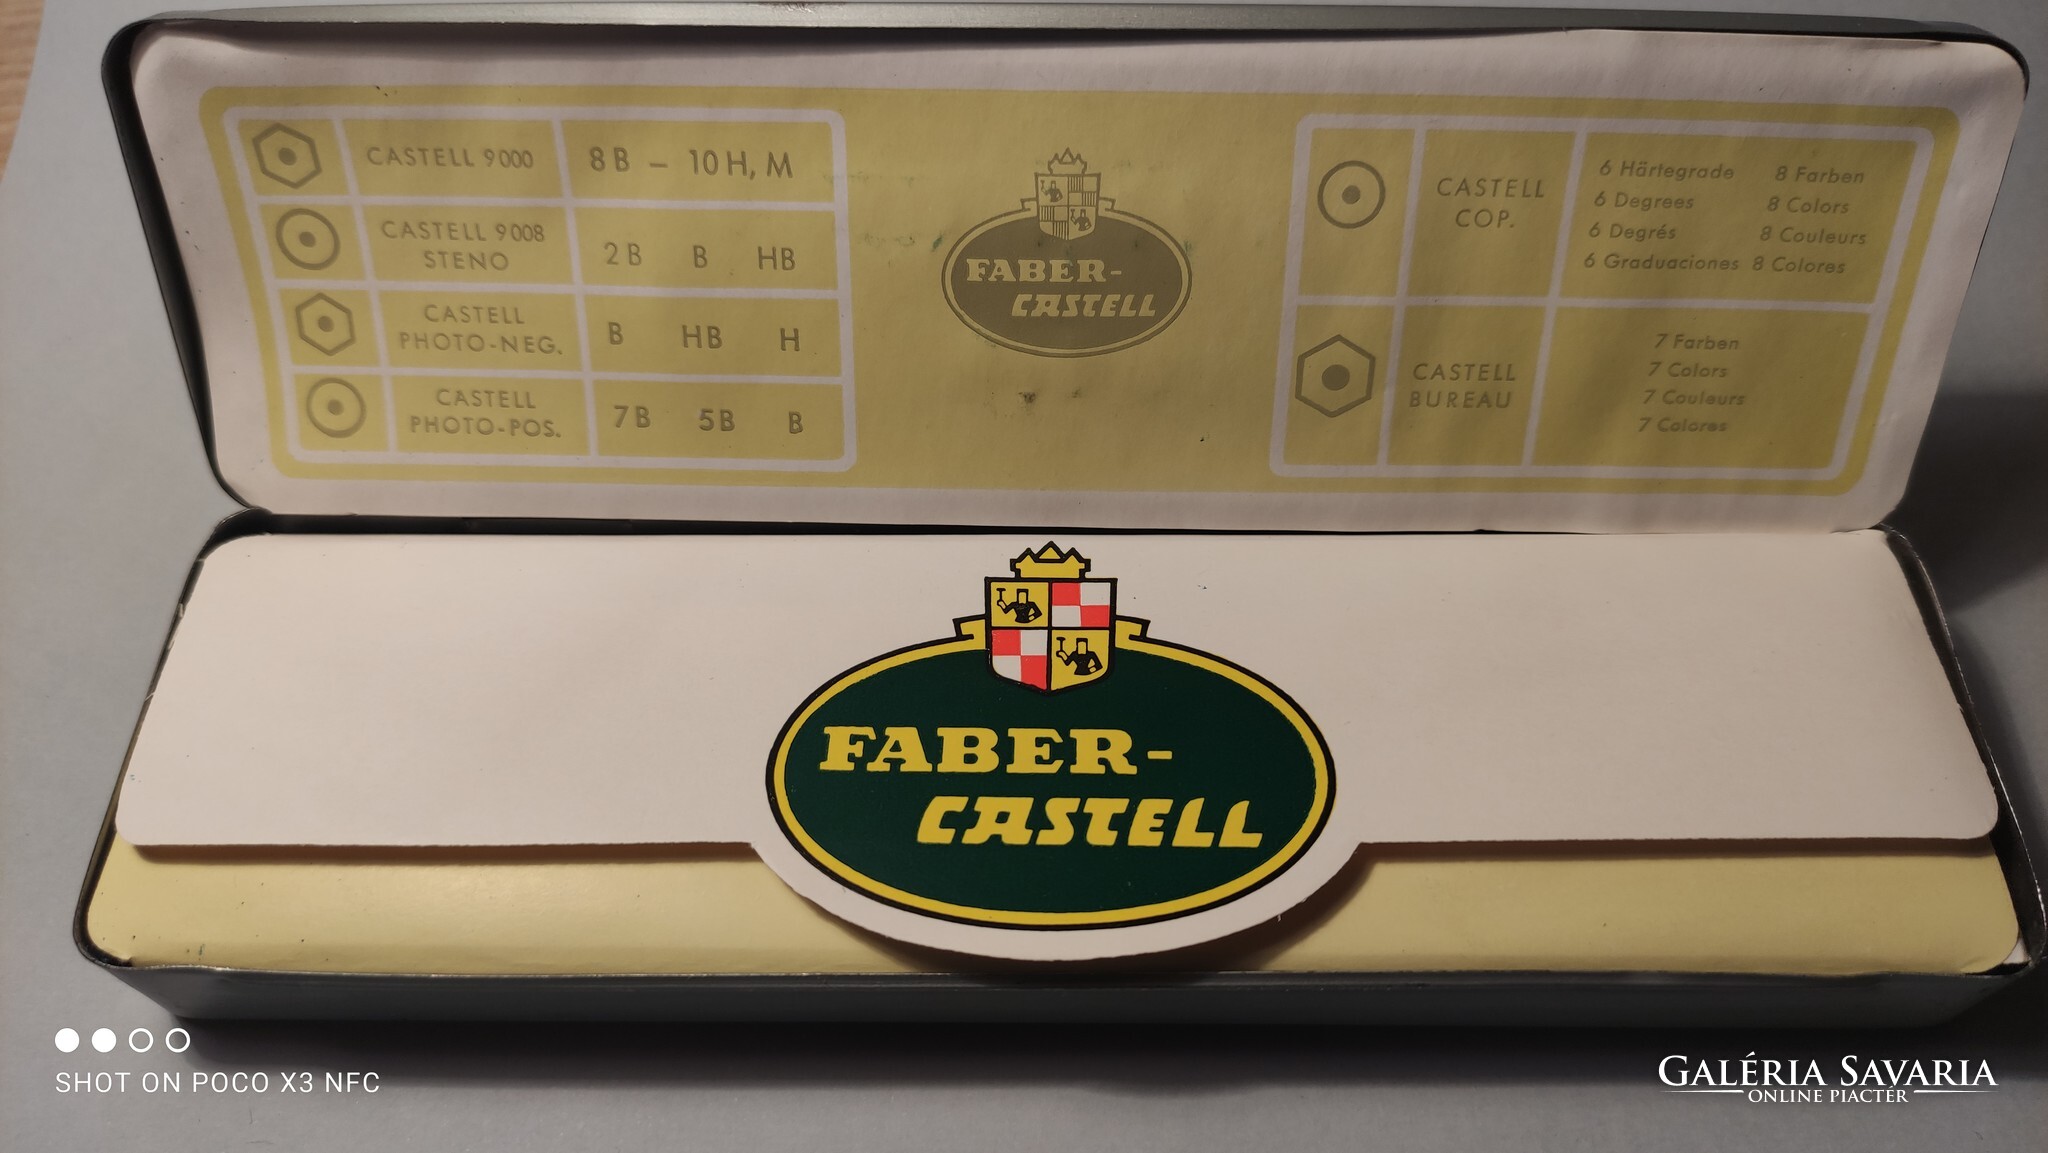 CASTELL 9000 8B – 10H, M
CASTELL 9008
STENO
2B B HB
CASTELL
PHOTO-NEG.
B HB H
CASTELL
PHOTO-POS.
7B 5B B
FABER-
CASTELL
CASTELL
COP.
6 Härtegrade 8 Farben
6 Degrees 8 Colors
6 Degrés 8 Couleurs
6 Graduaciones 8 Colores
CASTELL
BUREAU
7 Farben
7 Colors
7 Couleurs
7 Colores
FABER-
CASTELL
SHOT ON POCO X3 NFC
GALÉRIA SAVARIA
ONLINE PIACTÉR